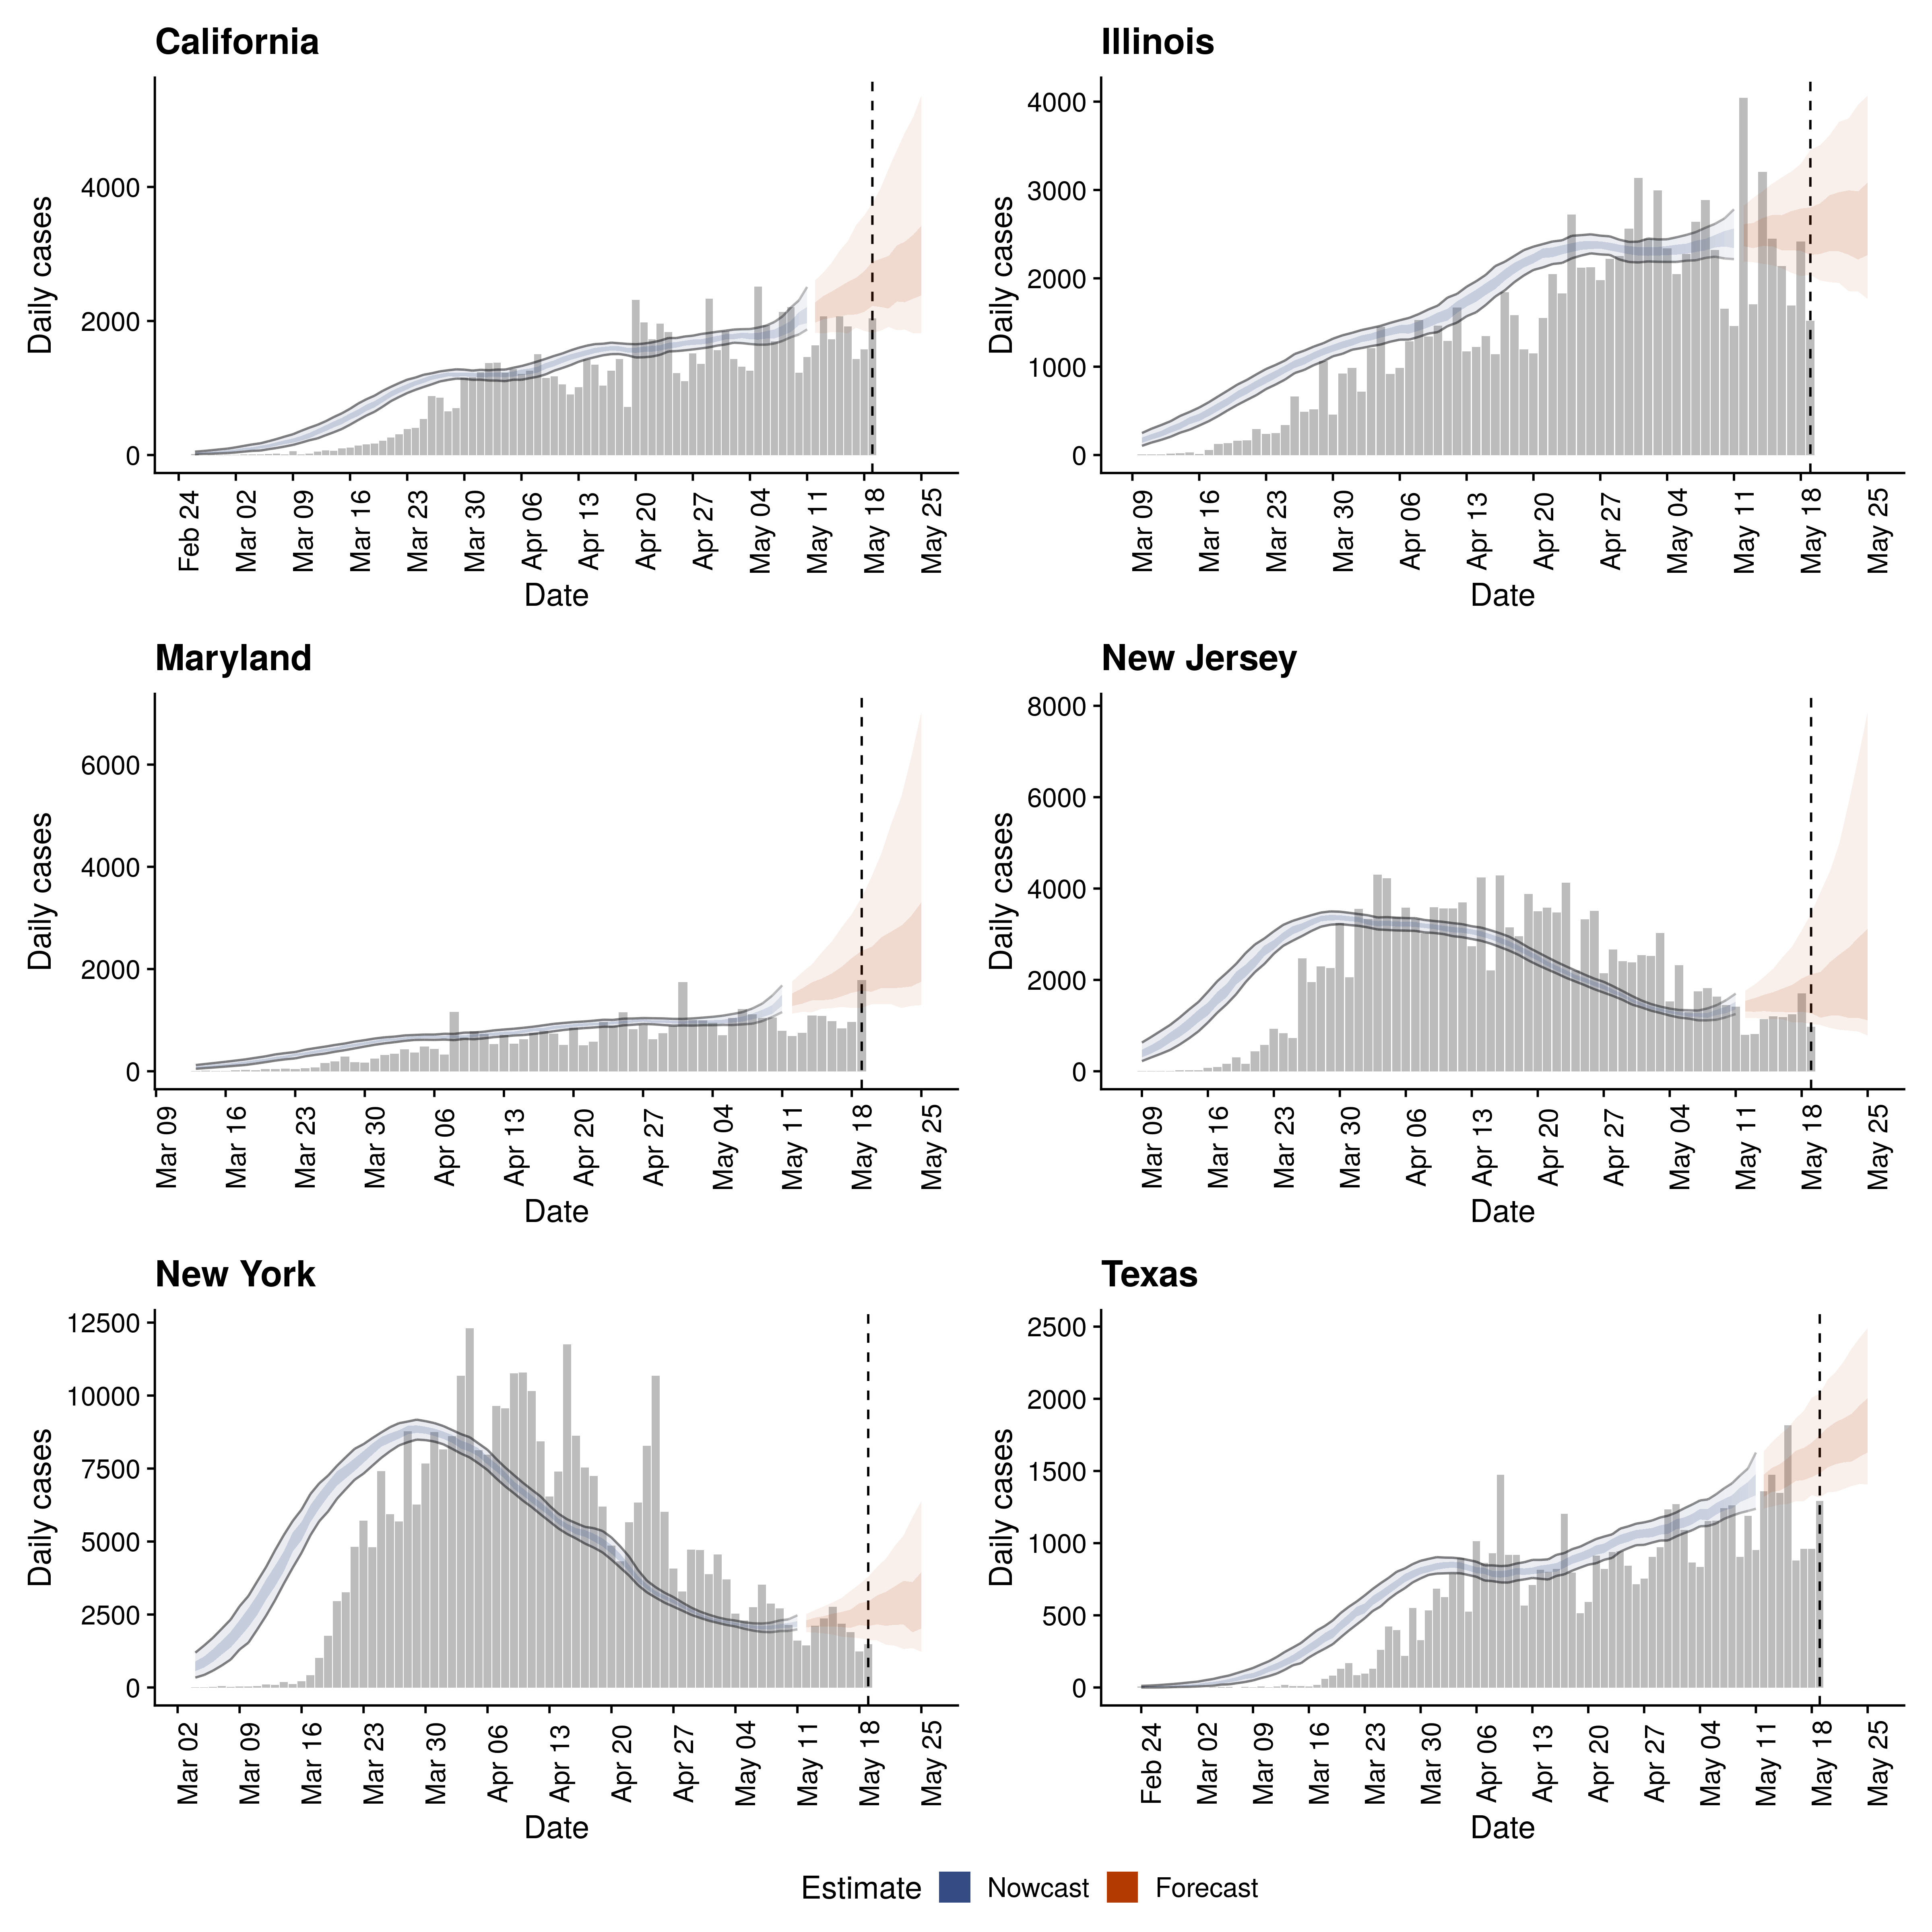 California
Daily cases
4000
2000
0
Feb 24
Mar 02
Mar 09
Mar 16
Mar 23
Mar 30
Apr 06
Apr 13
Apr 20
Apr 27
May 04
May 11
May 18
May 25
Date
Illinois
Daily cases
4000
3000
2000
1000
0
Mar 09
Mar 16
Mar 23
Mar 30
Apr 06
Apr 13
Apr 20
Apr 27
May 04
May 11
May 18
May 25
Date
Maryland
Daily cases
6000
4000
2000
0
Mar 09
Mar 16
Mar 23
Mar 30
Apr 06
Apr 13
Apr 20
Apr 27
May 04
May 11
May 18
May 25
Date
New Jersey
Daily cases
8000
6000
4000
2000
0
Mar 09
Mar 16
Mar 23
Mar 30
Apr 06
Apr 13
Apr 20
Apr 27
May 04
May 11
May 18
May 25
Date
New York
Daily cases
12500
10000
7500
5000
2500
0
Mar 02
Mar 09
Mar 16
Mar 23
Mar 30
Apr 06
Apr 13
Apr 20
Apr 27
May 04
May 11
May 18
May 25
Date
Texas
Daily cases
2500
2000
1500
1000
500
0
Feb 24
Mar 02
Mar 09
Mar 16
Mar 23
Mar 30
Apr 06
Apr 13
Apr 20
Apr 27
May 04
May 11
May 18
May 25
Date
Estimate Nowcast Forecast